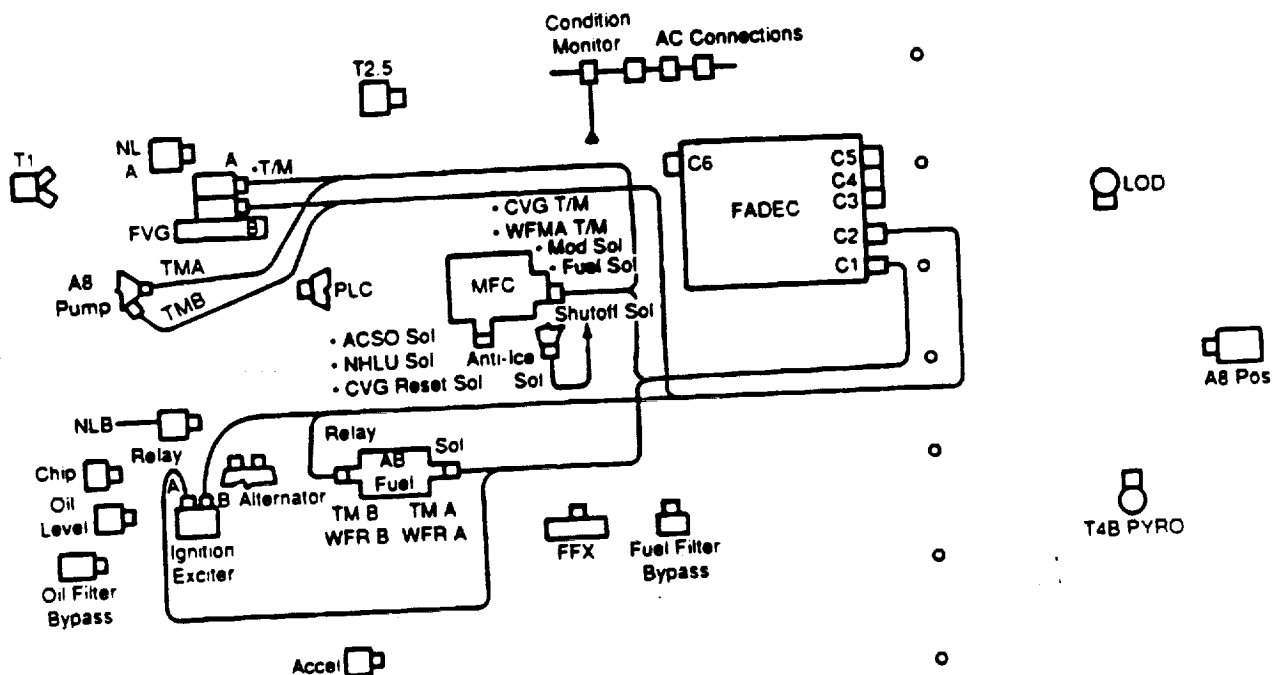 Condition
Monitor
AC Connections
T2.5
NL
A
A
• T/M
T1
C6
C5
C4
C3
FADEC
C2
C1
LOD
FVG
B
• CVG T/M
• WFMA T/M
• Mod Sol
• Fuel Sol
TMA
A8
Pump
TMB
PLC
MFC
Shutoff Sol
• ACSO Sol
• NHLU Sol
• CVG Reset Sol
Anti-Ice
Sol
A8 Pos
NLB
Relay
Relay
Sol
Chip
A
B
Alternator
AB
Fuel
Oil
Level
TM B
WFR B
TM A
WFR A
Ignition
Exciter
FFX
Fuel Filter
Bypass
T4B PYRO
Oil Filter
Bypass
Accel